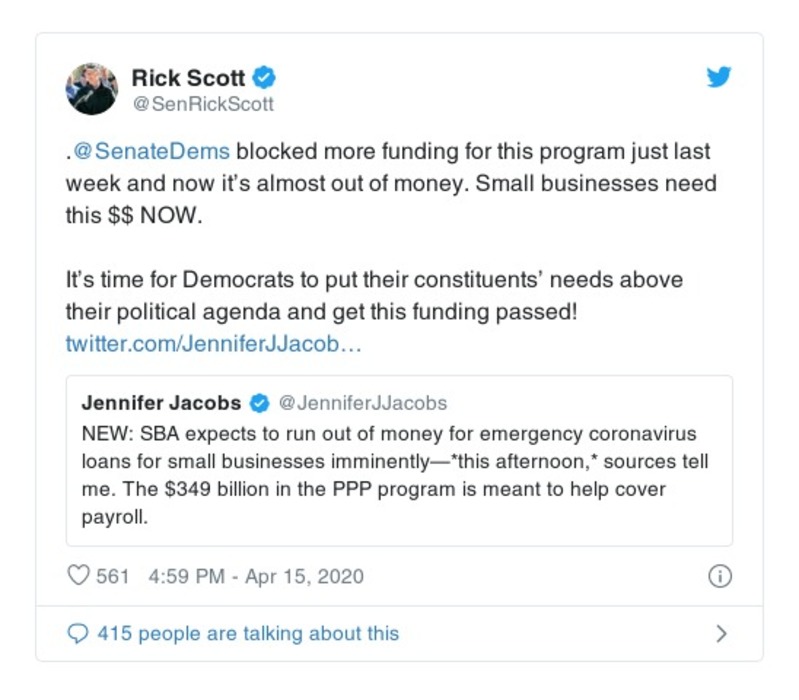 Rick Scott
@SenRickScott
.@SenateDems blocked more funding for this program just last
week and now it's almost out of money. Small businesses need
this $$ NOW.
It's time for Democrats to put their constituents' needs above
their political agenda and get this funding passed!
twitter.com/JenniferJJacob…
Jennifer Jacobs @JenniferJJacobs
NEW: SBA expects to run out of money for emergency coronavirus
loans for small businesses imminently—*this afternoon,* sources tell
me. The $349 billion in the PPP program is meant to help cover
payroll.
561 4:59 PM - Apr 15, 2020
415 people are talking about this